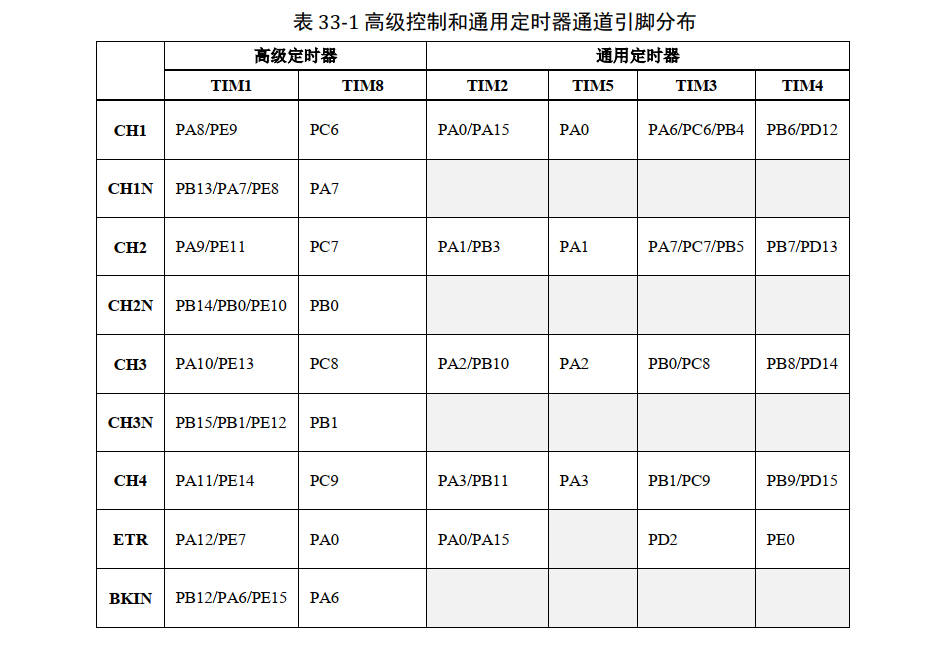 表 33-1 高级控制和通用定时器通道引脚分布
高级定时器 通用定时器
TIM1 TIM8 TIM2 TIM5 TIM3 TIM4
CH1 PA8/PE9 PC6 PA0/PA15 PA0 PA6/PC6/PB4 PB6/PD12
CH1N PB13/PA7/PE8 PA7
CH2 PA9/PE11 PC7 PA1/PB3 PA1 PA7/PC7/PB5 PB7/PD13
CH2N PB14/PB0/PE10 PB0
CH3 PA10/PE13 PC8 PA2/PB10 PA2 PB0/PC8 PB8/PD14
CH3N PB15/PB1/PE12 PB1
CH4 PA11/PE14 PC9 PA3/PB11 PA3 PB1/PC9 PB9/PD15
ETR PA12/PE7 PA0 PA0/PA15 PD2 PE0
BKIN PB12/PA6/PE15 PA6